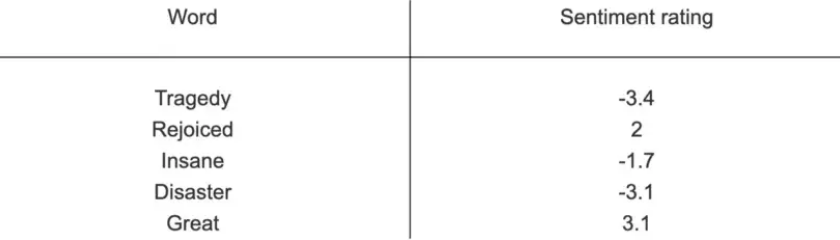 Word Sentiment rating
Tragedy -3.4
Rejoiced 2
Insane -1.7
Disaster -3.1
Great 3.1